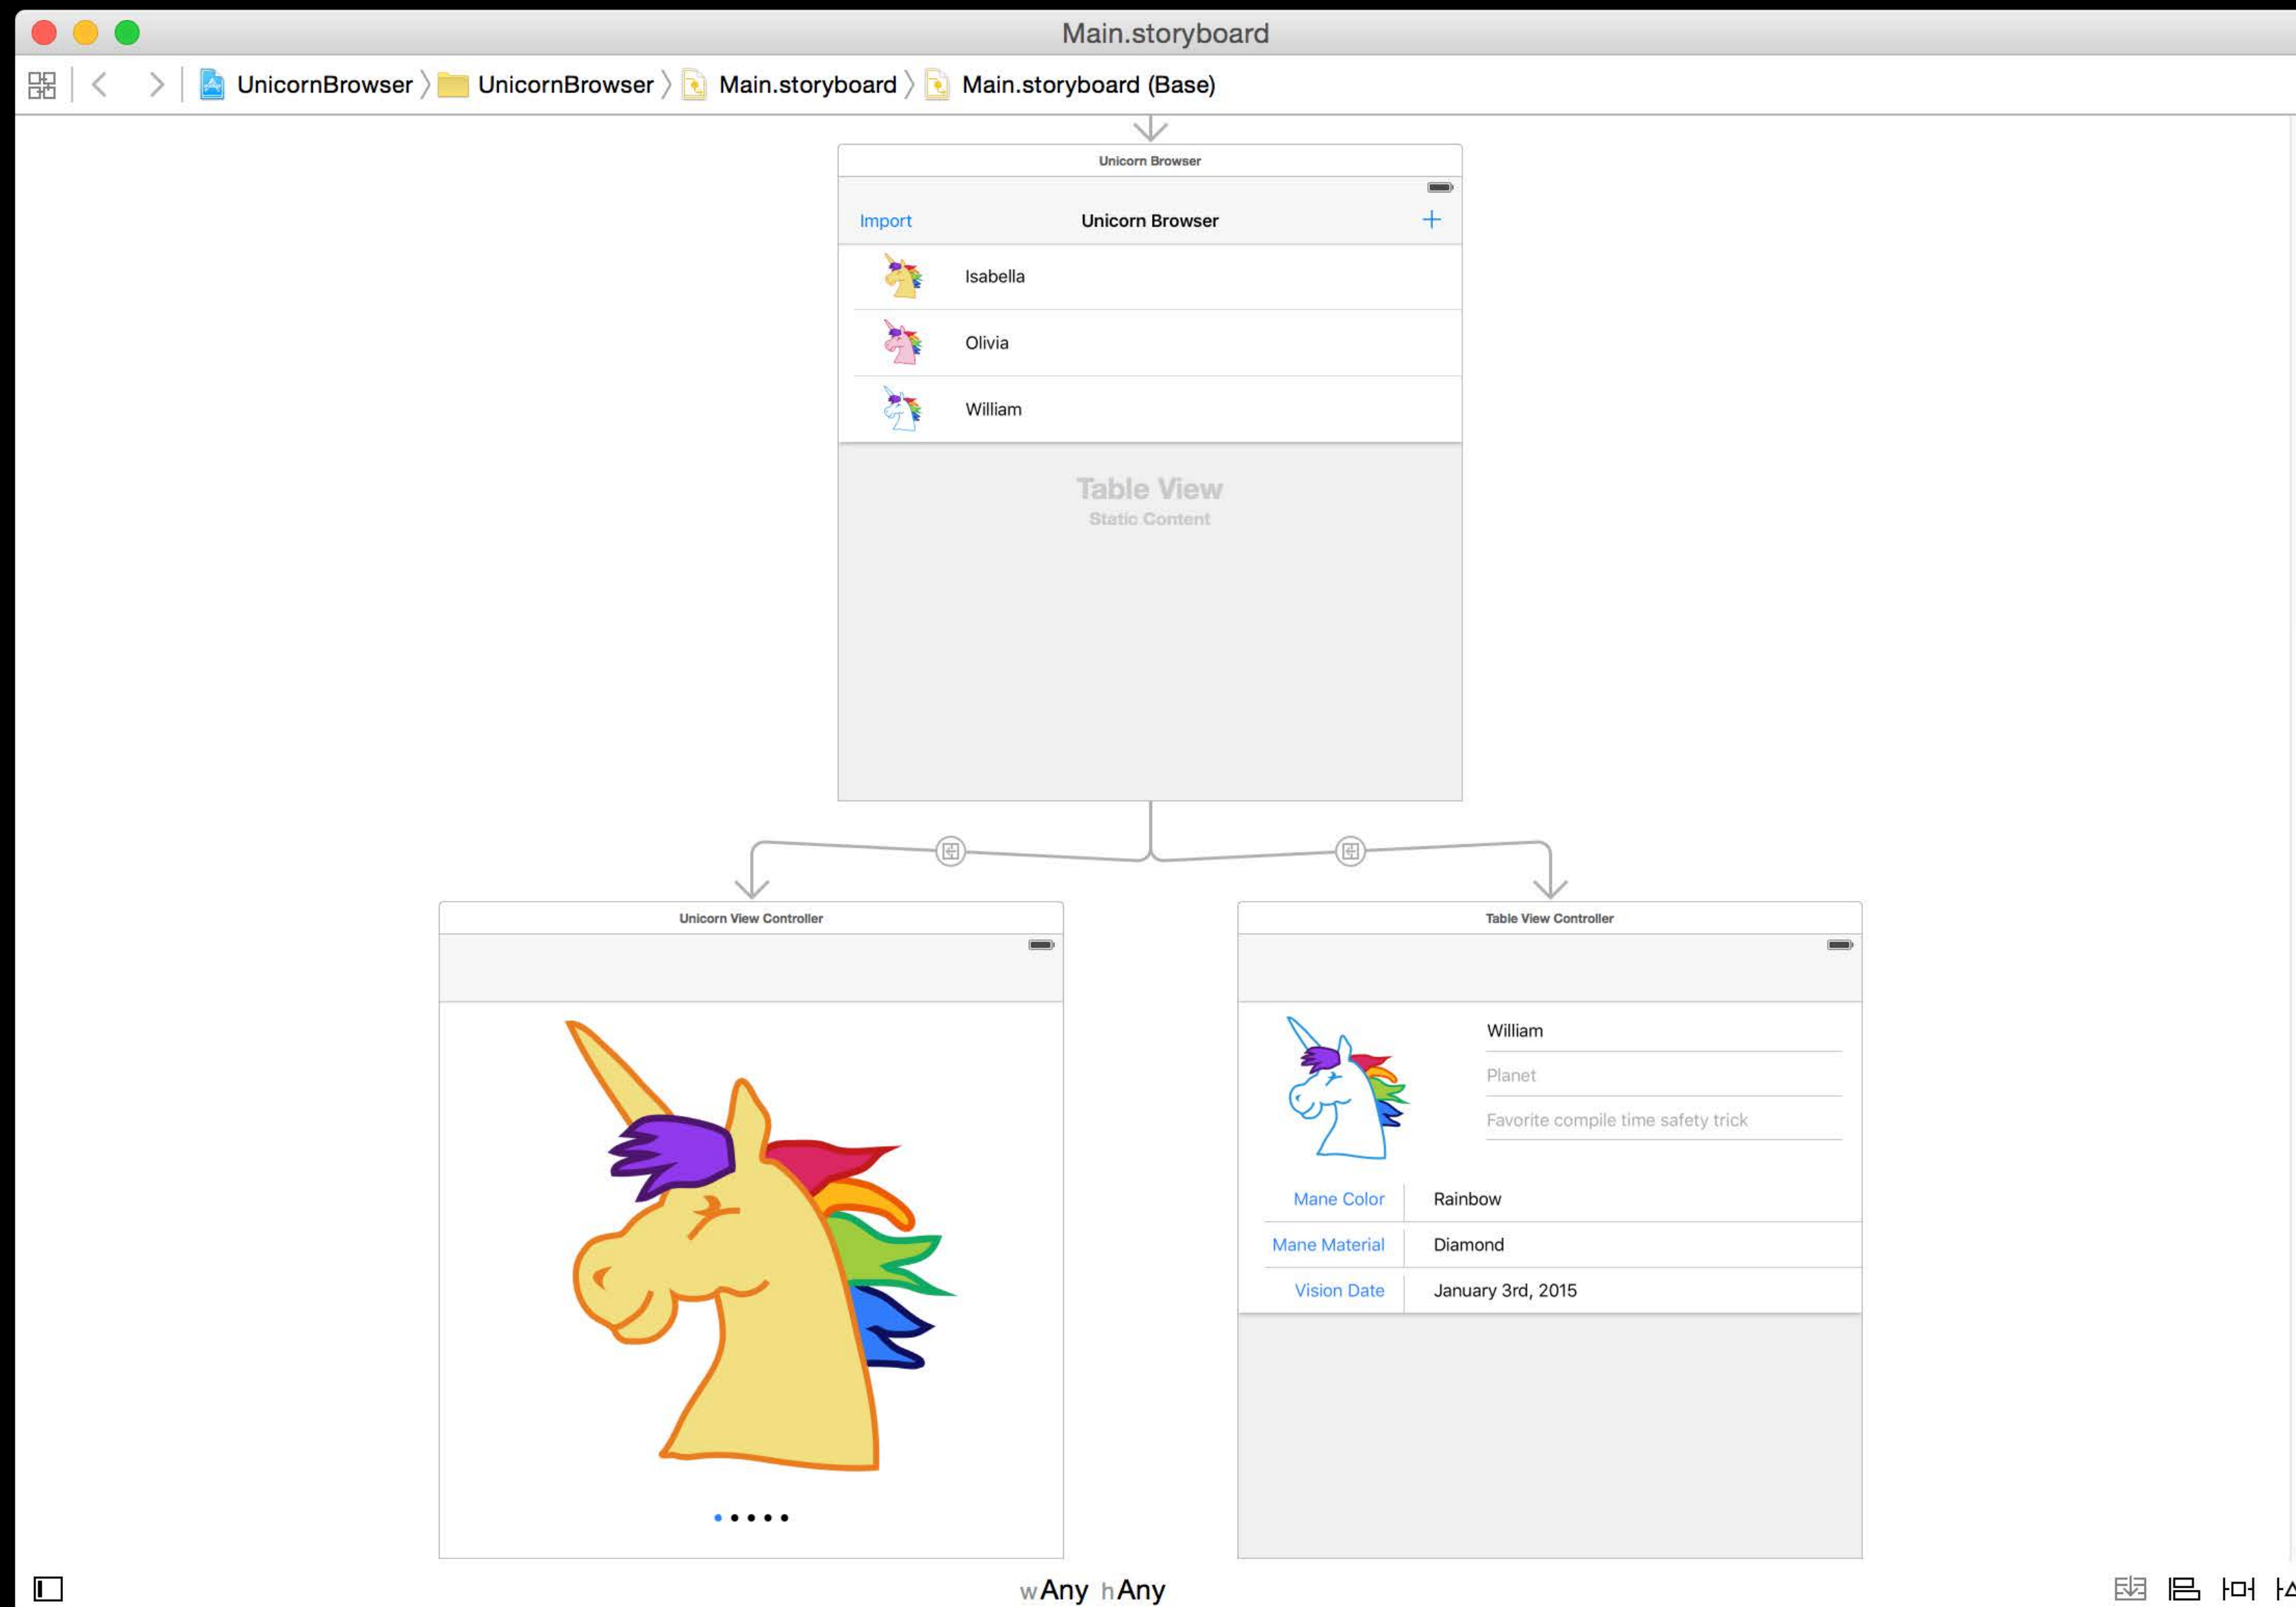 Main.storyboard
UnicornBrowser UnicornBrowser Main.storyboard Main.storyboard (Base)
Unicorn Browser
Import Unicorn Browser +
Isabella
Olivia
William
Table View
Static Content
Unicorn View Controller
Table View Controller
William
Planet
Favorite compile time safety trick
Mane Color Rainbow
Mane Material Diamond
Vision Date January 3rd, 2015
wAny hAny